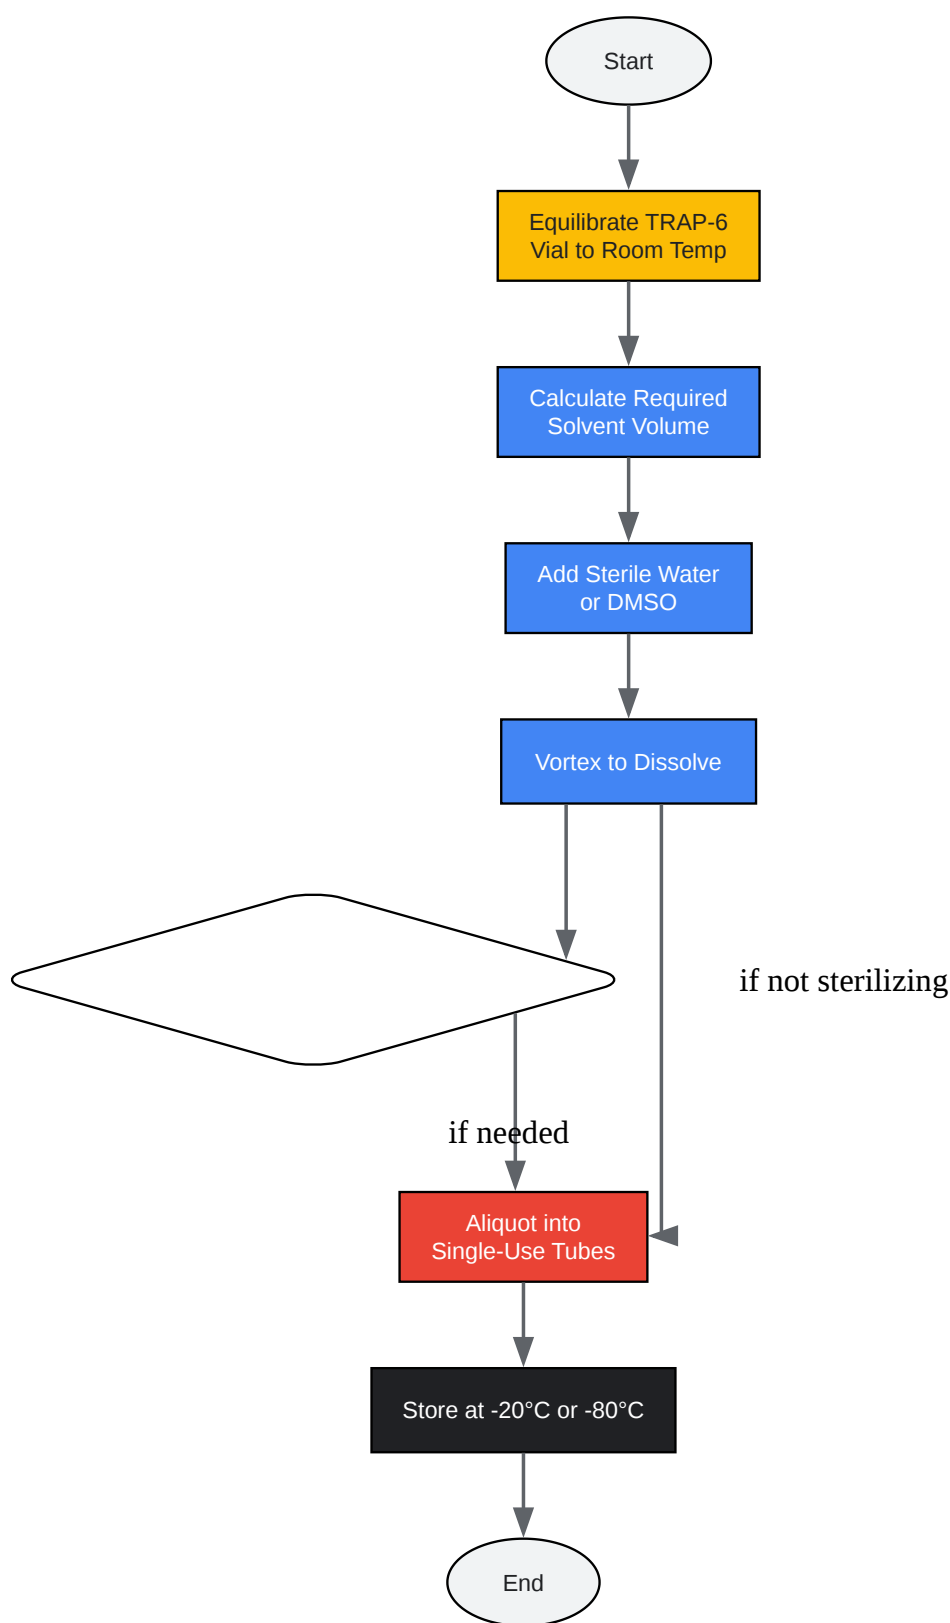 Start
Equilibrate TRAP-6
Vial to Room Temp
Calculate Required
Solvent Volume
Add Sterile Water
or DMSO
Vortex to Dissolve
if not sterilizing
if needed
Aliquot into
Single-Use Tubes
Store at -20°C or -80°C
End